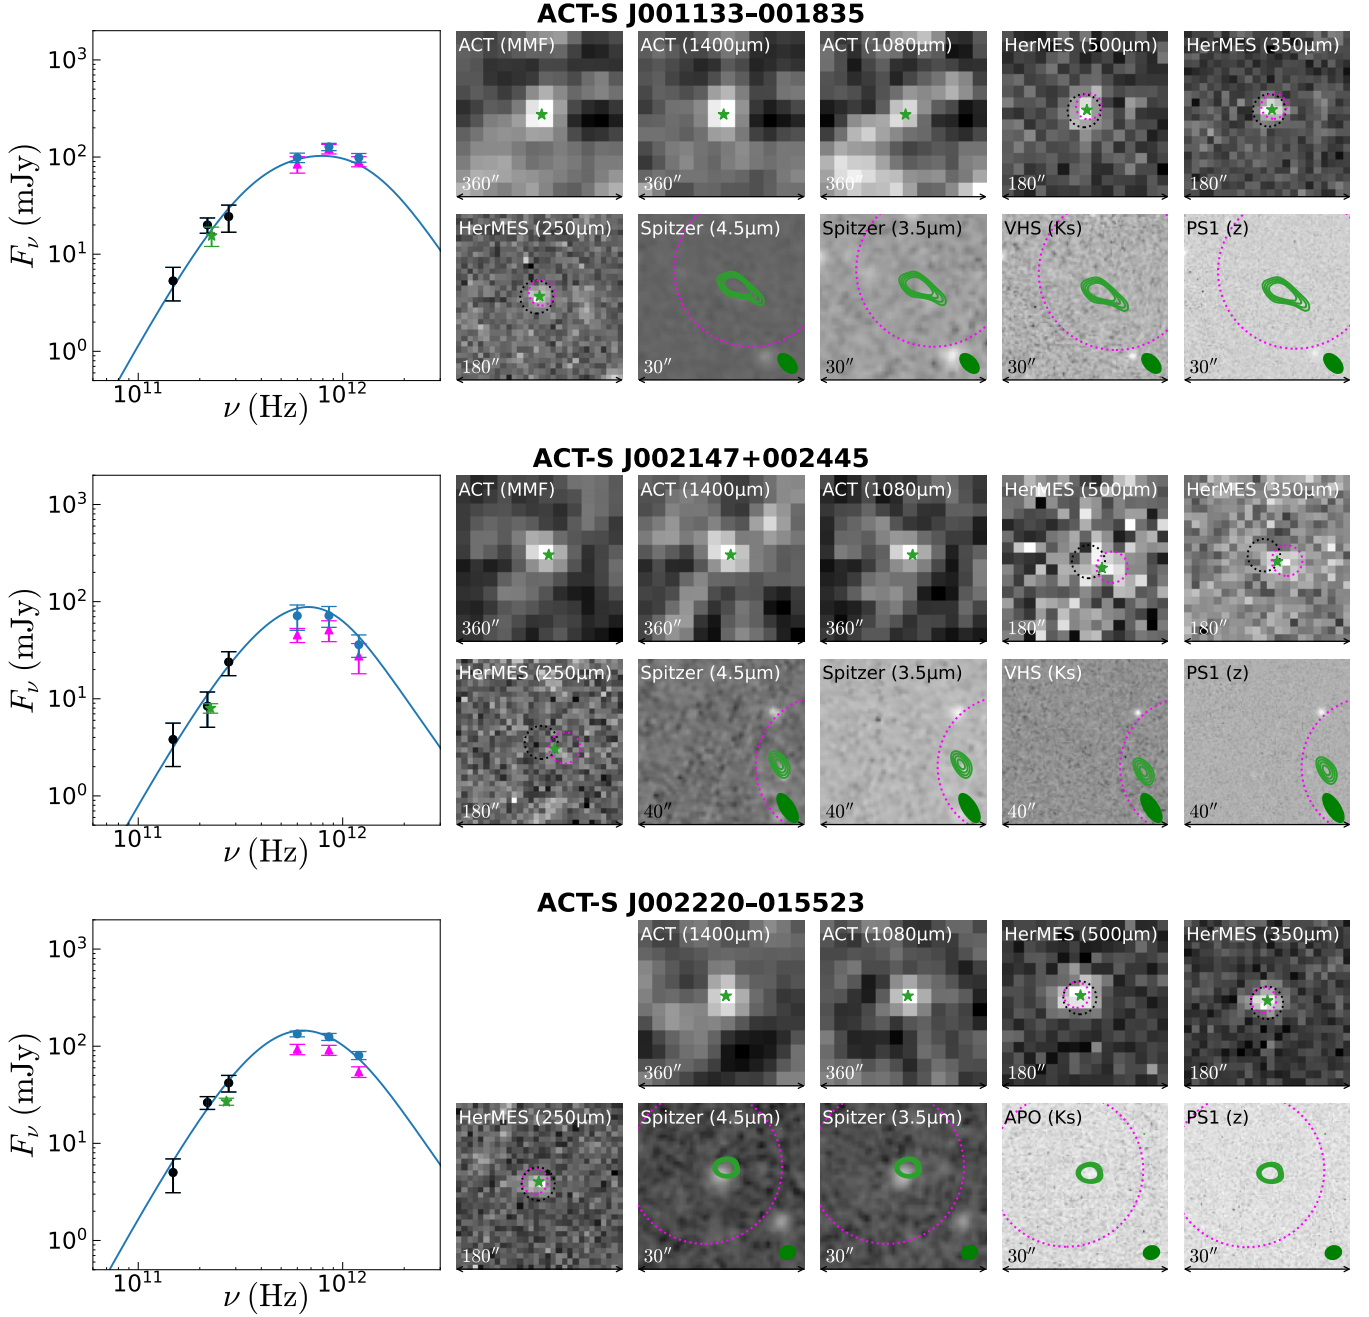 ACT-S J001133–001835
10³
10²
10¹
10⁰
F_ν (mJy)
10¹¹
10¹²
ν (Hz)
ACT (MMF)
360″
ACT (1400μm)
360″
ACT (1080μm)
360″
HerMES (500μm)
180″
HerMES (350μm)
180″
HerMES (250μm)
180″
Spitzer (4.5μm)
30″
Spitzer (3.5μm)
30″
VHS (Ks)
30″
PS1 (z)
30″
ACT-S J002147+002445
10³
10²
10¹
10⁰
F_ν (mJy)
10¹¹
10¹²
ν (Hz)
ACT (MMF)
360″
ACT (1400μm)
360″
ACT (1080μm)
360″
HerMES (500μm)
180″
HerMES (350μm)
180″
HerMES (250μm)
180″
Spitzer (4.5μm)
40″
Spitzer (3.5μm)
40″
VHS (Ks)
40″
PS1 (z)
40″
ACT-S J002220–015523
10³
10²
10¹
10⁰
F_ν (mJy)
10¹¹
10¹²
ν (Hz)
ACT (1400μm)
360″
ACT (1080μm)
360″
HerMES (500μm)
180″
HerMES (350μm)
180″
HerMES (250μm)
180″
Spitzer (4.5μm)
30″
Spitzer (3.5μm)
30″
APO (Ks)
30″
PS1 (z)
30″